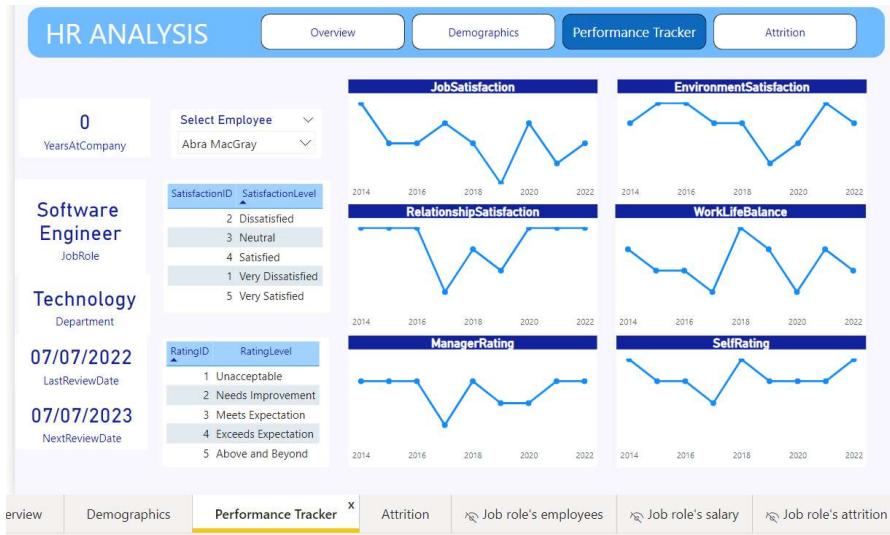 HR ANALYSIS
Overview
Demographics
Performance Tracker
Attrition
0
YearsAtCompany
Select Employee
Abra MacGray
Software
Engineer
JobRole
Technology
Department
07/07/2022
LastReviewDate
07/07/2023
NextReviewDate
SatisfactionID SatisfactionLevel
2 Dissatisfied
3 Neutral
4 Satisfied
1 Very Dissatisfied
5 Very Satisfied
RatingID RatingLevel
1 Unacceptable
2 Needs Improvement
3 Meets Expectation
4 Exceeds Expectation
5 Above and Beyond
JobSatisfaction
2014 2016 2018 2020 2022
EnvironmentSatisfaction
2014 2016 2018 2020 2022
RelationshipSatisfaction
2014 2016 2018 2020 2022
WorkLifeBalance
2014 2016 2018 2020 2022
ManagerRating
2014 2016 2018 2020 2022
SelfRating
2014 2016 2018 2020 2022
erview
Demographics
Performance Tracker x
Attrition
Job role's employees
Job role's salary
Job role's attrition